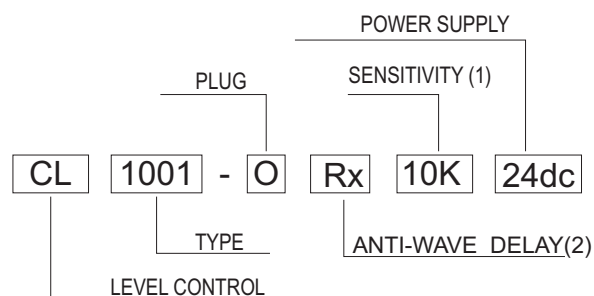 POWER SUPPLY
PLUG SENSITIVITY (1)
CL 1001 - O Rx 10K 24dc
TYPE ANTI-WAVE DELAY(2)
LEVEL CONTROL